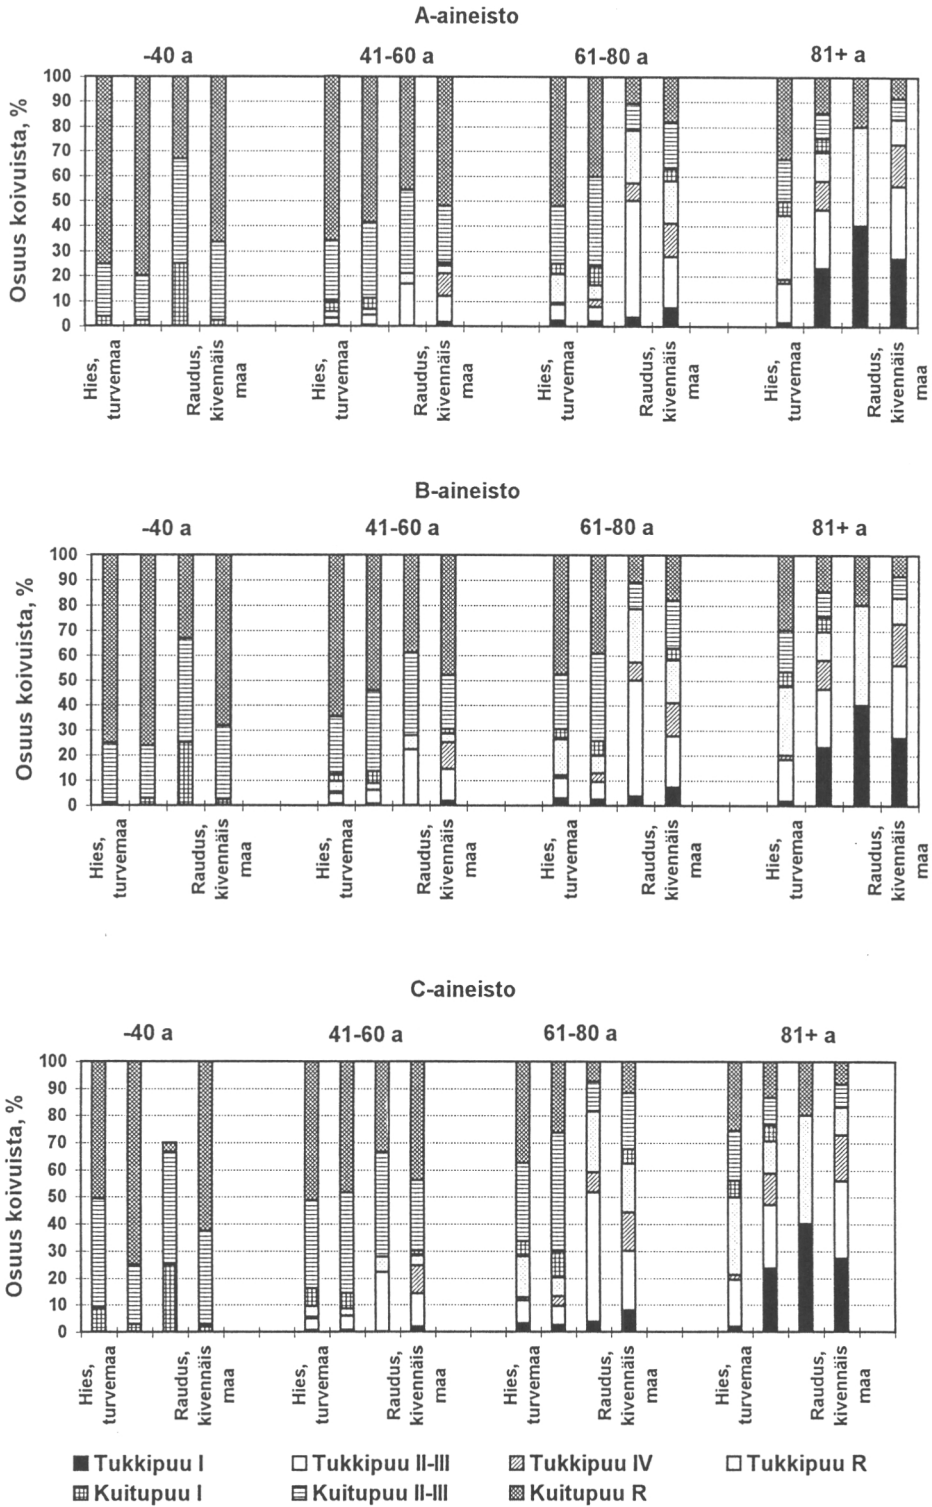 A-aineisto
-40 a 41-60 a 61-80 a 81+ a
Osuus koivuista, %
100
90
80
70
60
50
40
30
20
10
0
Hies,
turvemaa
Raudus,
kivennäis
maa
Hies,
turvemaa
Raudus,
kivennäis
maa
Hies,
turvemaa
Raudus,
kivennäis
maa
Hies,
turvemaa
Raudus,
kivennäis
maa
B-aineisto
-40 a 41-60 a 61-80 a 81+ a
Osuus koivuista, %
100
90
80
70
60
50
40
30
20
10
0
Hies,
turvemaa
Raudus,
kivennäis
maa
Hies,
turvemaa
Raudus,
kivennäis
maa
Hies,
turvemaa
Raudus,
kivennäis
maa
Hies,
turvemaa
Raudus,
kivennäis
maa
C-aineisto
-40 a 41-60 a 61-80 a 81+ a
Osuus koivuista, %
100
90
80
70
60
50
40
30
20
10
0
Hies,
turvemaa
Raudus,
kivennäis
maa
Hies,
turvemaa
Raudus,
kivennäis
maa
Hies,
turvemaa
Raudus,
kivennäis
maa
Hies,
turvemaa
Raudus,
kivennäis
maa
Tukkipuu I Tukkipuu II-III Tukkipuu IV Tukkipuu R
Kuitupuu I Kuitupuu II-III Kuitupuu R